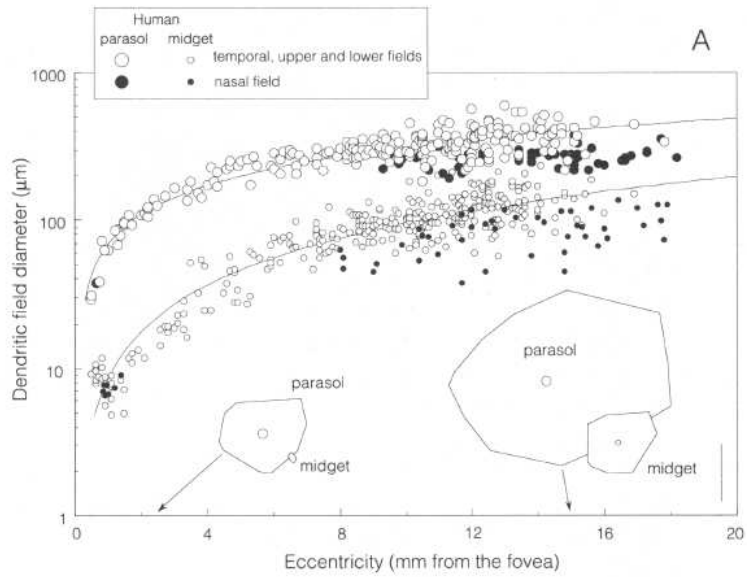 Human
parasol midget
temporal, upper and lower fields
nasal field
A
1000
100
10
1
Dendritic field diameter (µm)
parasol
midget
parasol
midget
0 4 8 12 16 20
Eccentricity (mm from the fovea)